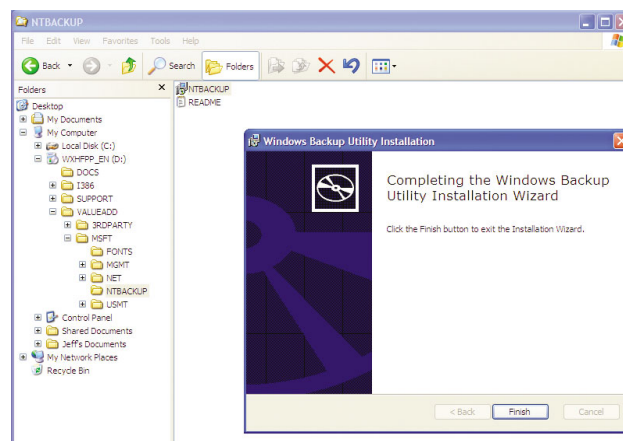 NTBACKUP
File Edit View Favorites Tools Help
Back Search Folders
Folders
Desktop
My Documents
My Computer
Local Disk (C:)
WXHFPP_EN (D:)
DOCS
I386
SUPPORT
VALUEADD
3RDPARTY
MSFT
FONTS
MGMT
NET
NTBACKUP
USMT
Control Panel
Shared Documents
Jeff's Documents
My Network Places
Recycle Bin
NTBACKUP
README
Windows Backup Utility Installation
Completing the Windows Backup
Utility Installation Wizard
Click the Finish button to exit the Installation Wizard.
< Back Finish Cancel